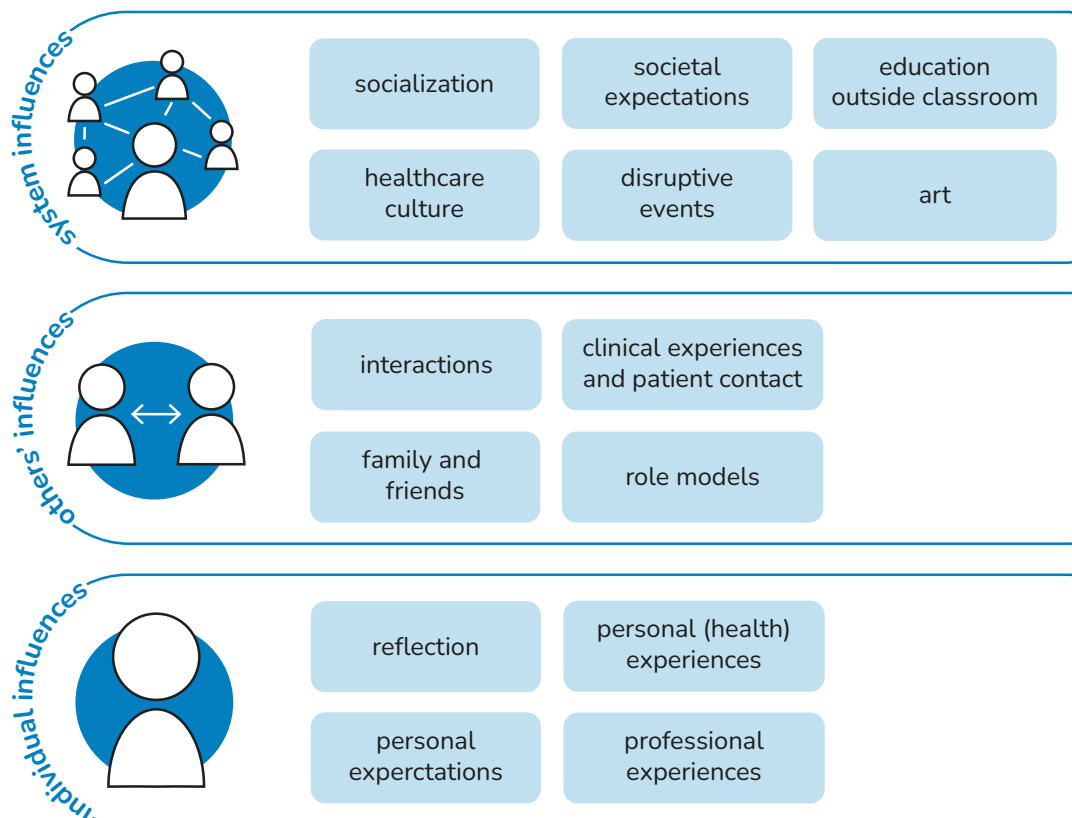 system influences
socialization
societal
expectations
education
outside classroom
healthcare
culture
disruptive
events
art
others' influences
interactions
clinical experiences
and patient contact
family and
friends
role models
individual influences
reflection
personal (health)
experiences
personal
experctations
professional
experiences